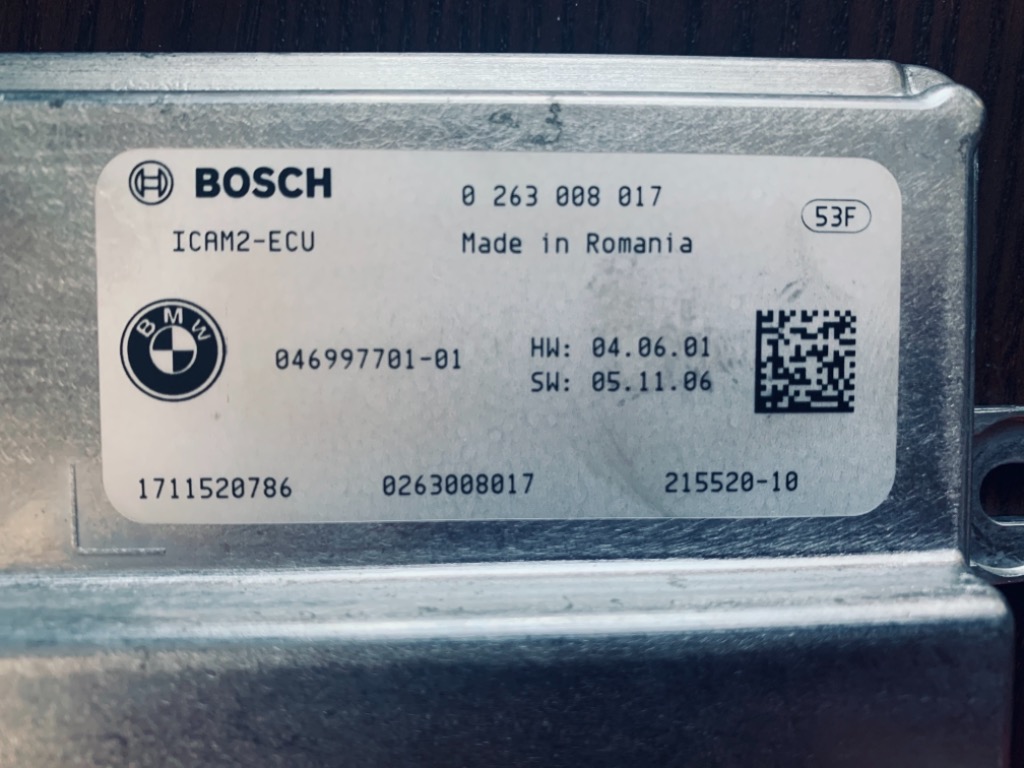 BOSCH
0 263 008 017
53F
ICAM2-ECU
Made in Romania
BMW
046997701-01
HW: 04.06.01
SW: 05.11.06
1711520786
0263008017
215520-10